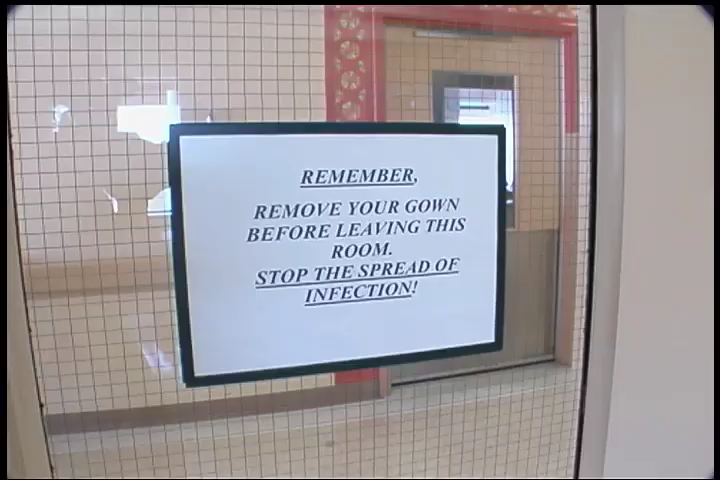 REMEMBER,
REMOVE YOUR GOWN
BEFORE LEAVING THIS
ROOM.
STOP THE SPREAD OF
INFECTION!